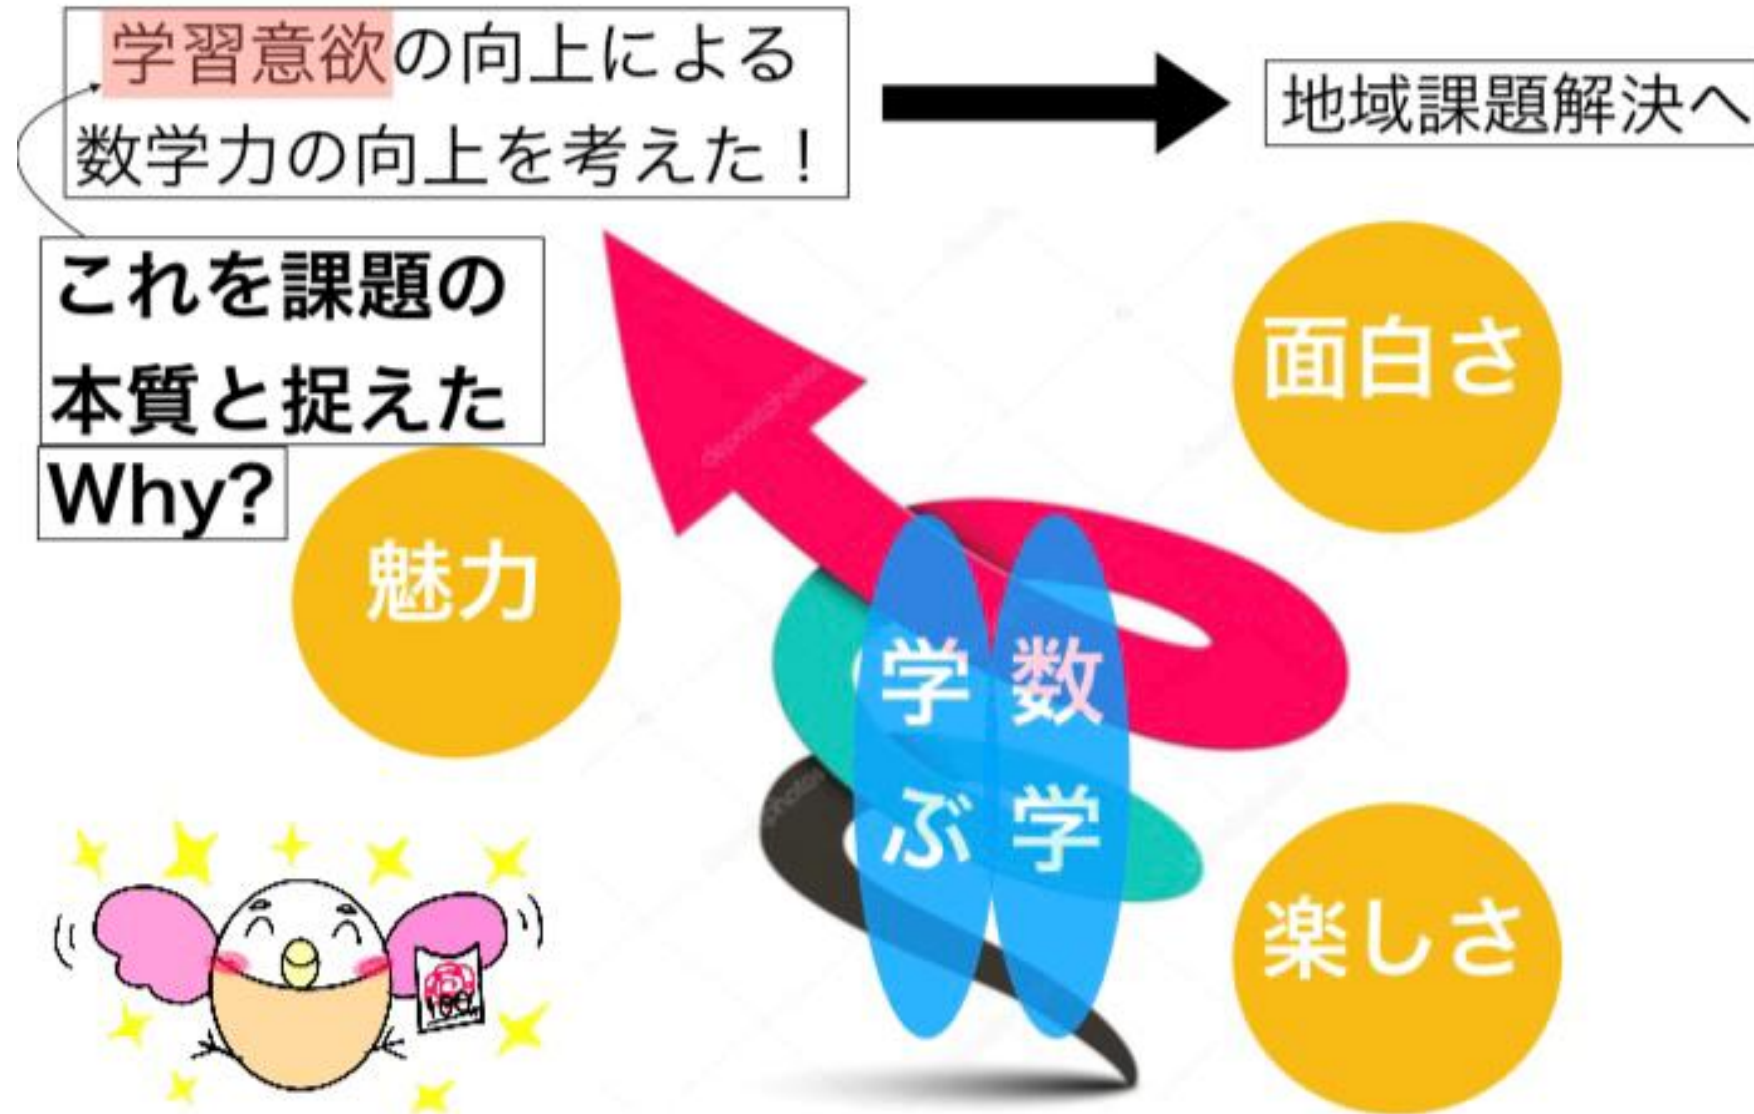 学習意欲の向上による
数学力の向上を考えた！
地域課題解決へ
これを課題の
本質と捉えた
Why?
面白さ
魅力
数学
学ぶ
楽しさ
100
depositphotos